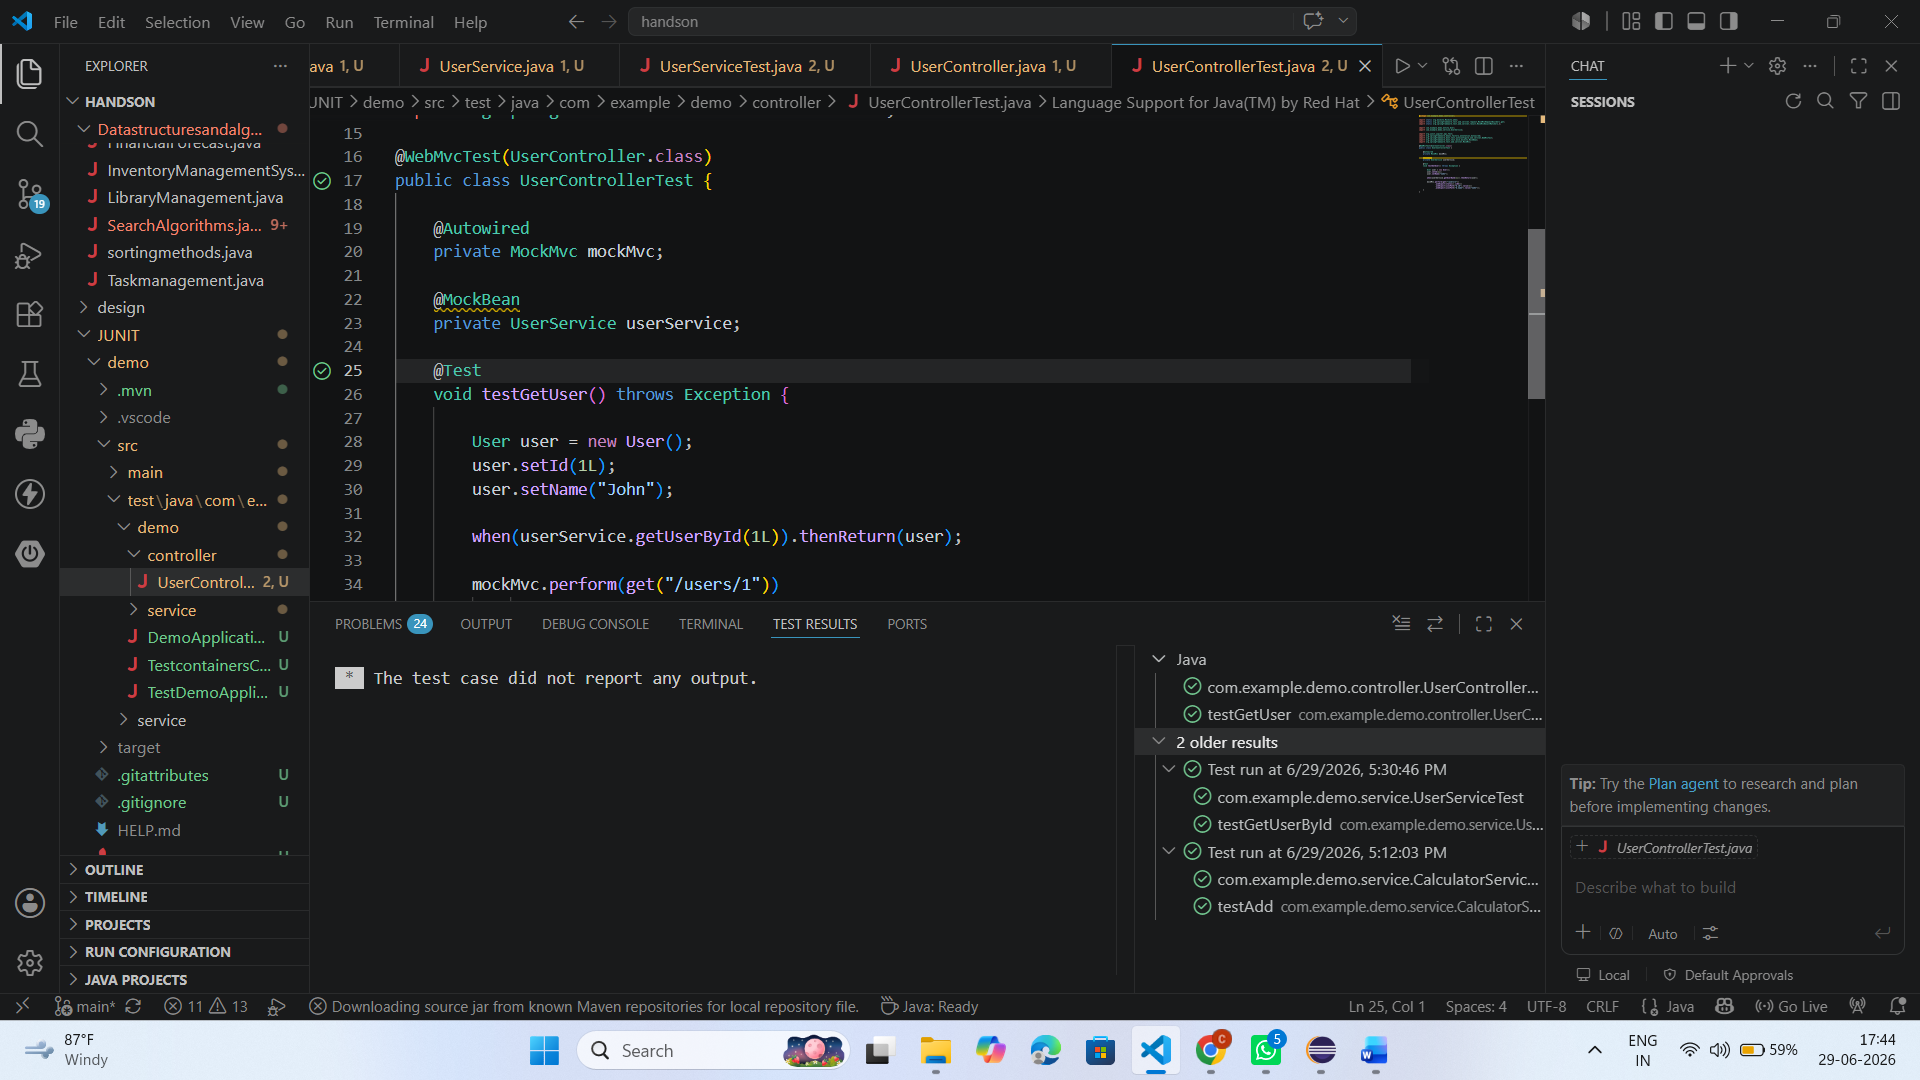 File Edit Selection View Go Run Terminal Help
handson
EXPLORER
ava 1, U
UserService.java 1, U
UserServiceTest.java 2, U
UserController.java 1, U
UserControllerTest.java 2, U
JNIT > demo > src > test > java > com > example > demo > controller > UserControllerTest.java > Language Support for Java(TM) by Red Hat > UserControllerTest
HANDSON
Datastructuresandalg...
FinancialForecast.java
InventoryManagementSys...
LibraryManagement.java
SearchAlgorithms.ja... 9+
sortingmethods.java
Taskmanagement.java
design
JUNIT
demo
.mvn
.vscode
src
main
test\java\com\e...
demo
controller
UserControl... 2, U
service
DemoApplicati... U
TestcontainersC... U
TestDemoAppli... U
service
target
.gitattributes U
.gitignore U
HELP.md
OUTLINE
TIMELINE
PROJECTS
RUN CONFIGURATION
JAVA PROJECTS
19
15
16 @WebMvcTest(UserController.class)
17 public class UserControllerTest {
18
19 @Autowired
20 private MockMvc mockMvc;
21
22 @MockBean
23 private UserService userService;
24
25 @Test
26 void testGetUser() throws Exception {
27
28 User user = new User();
29 user.setId(1L);
30 user.setName("John");
31
32 when(userService.getUserById(1L)).thenReturn(user);
33
34 mockMvc.perform(get("/users/1"))
PROBLEMS 24 OUTPUT DEBUG CONSOLE TERMINAL TEST RESULTS PORTS
* The test case did not report any output.
Java
com.example.demo.controller.UserController...
testGetUser com.example.demo.controller.UserC...
2 older results
Test run at 6/29/2026, 5:30:46 PM
com.example.demo.service.UserServiceTest
testGetUserById com.example.demo.service.Us...
Test run at 6/29/2026, 5:12:03 PM
com.example.demo.service.CalculatorServic...
testAdd com.example.demo.service.CalculatorS...
CHAT
SESSIONS
Tip: Try the Plan agent to research and plan
before implementing changes.
UserControllerTest.java
Describe what to build
Auto
Local Default Approvals
main* 11 13 Downloading source jar from known Maven repositories for local repository file. Java: Ready
Ln 25, Col 1 Spaces: 4 UTF-8 CRLF Java Go Live
87°F
Windy
Search
C
5
W
ENG
IN
59%
17:44
29-06-2026